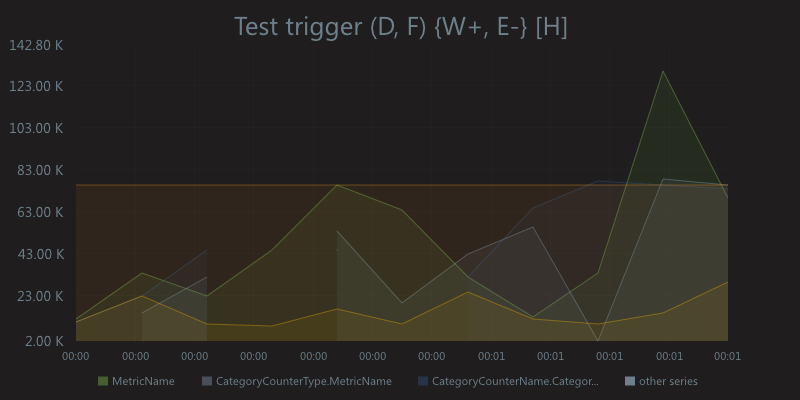 Test trigger (D, F) {W+, E-} [H]
142.80 K
123.00 K
103.00 K
83.00 K
63.00 K
43.00 K
23.00 K
2.00 K
00:00 00:00 00:00 00:00 00:00 00:00 00:00 00:01 00:01 00:01 00:01 00:01
MetricName CategoryCounterType.MetricName CategoryCounterName.Categor... other series